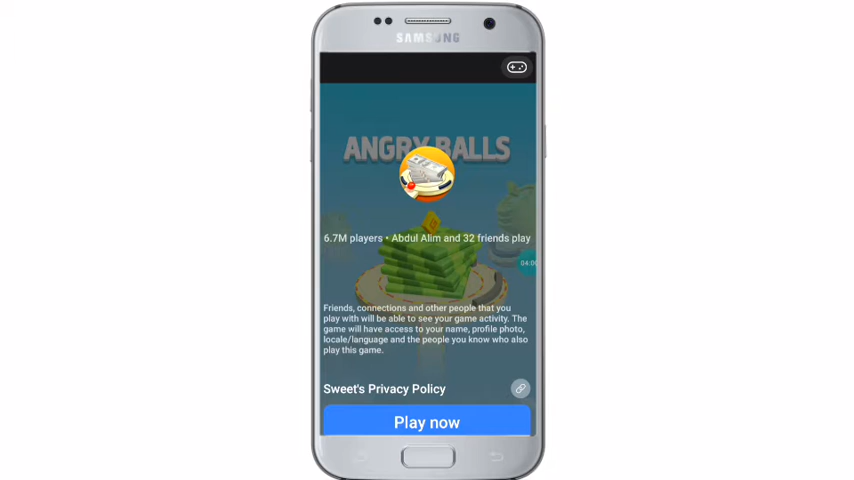 SAMSUNG
ANGRY BALLS
6.7M players • Abdul Alim and 32 friends play
04:00
Friends, connections and other people that you
play with will be able to see your game activity. The
game will have access to your name, profile photo,
locale/language and the people you know who also
play this game.
Sweet's Privacy Policy
Play now